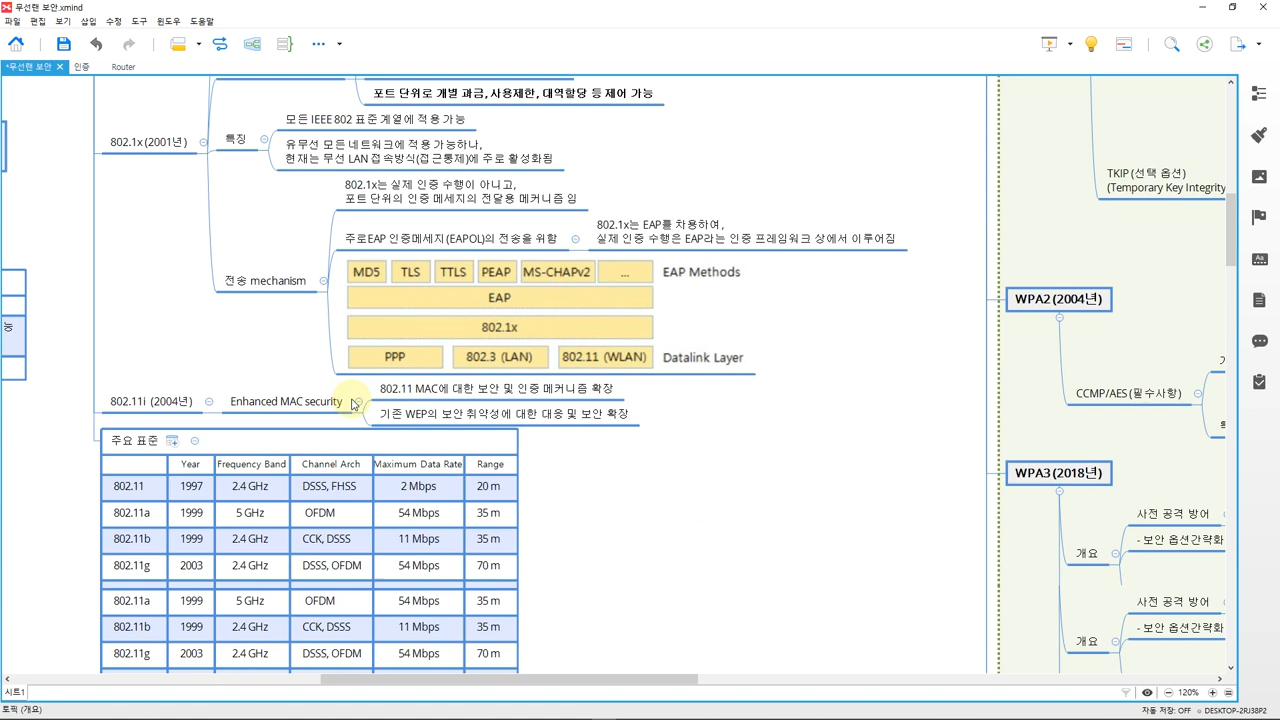 무선랜 보안.xmind
파일 편집 보기 삽입 수정 도구 윈도우 도움말
*무선랜 보안 인증 Router
포트 단위로 개별 과금, 사용제한, 대역할당 등 제어 가능
802.1x (2001년)
특징
모든 IEEE 802 표준 계열에 적용 가능
유무선 모든 네트워크에 적용 가능하나,
현재는 무선 LAN 접속방식(접근통제)에 주로 활성화됨
전송 mechanism
802.1x는 실제 인증 수행이 아니고,
포트 단위의 인증 메세지의 전달용 메커니즘 임
주로EAP 인증메세지(EAPOL)의 전송을 위함
802.1x는 EAP를 차용하여,
실제 인증 수행은 EAP라는 인증 프레임워크 상에서 이루어짐
MD5 TLS TTLS PEAP MS-CHAPv2 ... EAP Methods
EAP
802.1x
PPP 802.3 (LAN) 802.11 (WLAN) Datalink Layer
802.11i (2004년)
Enhanced MAC security
802.11 MAC에 대한 보안 및 인증 메커니즘 확장
기존 WEP의 보안 취약성에 대한 대응 및 보안 확장
주요 표준
Year Frequency Band Channel Arch Maximum Data Rate Range
802.11 1997 2.4 GHz DSSS, FHSS 2 Mbps 20 m
802.11a 1999 5 GHz OFDM 54 Mbps 35 m
802.11b 1999 2.4 GHz CCK, DSSS 11 Mbps 35 m
802.11g 2003 2.4 GHz DSSS, OFDM 54 Mbps 70 m
802.11a 1999 5 GHz OFDM 54 Mbps 35 m
802.11b 1999 2.4 GHz CCK, DSSS 11 Mbps 35 m
802.11g 2003 2.4 GHz DSSS, OFDM 54 Mbps 70 m
TKIP (선택 옵션)
(Temporary Key Integrity
WPA2 (2004년)
CCMP/AES (필수사항)
WPA3 (2018년)
사전 공격 방어
- 보안 옵션간략화
개요
사전 공격 방어
- 보안 옵션간략화
개요
시트1
120%
토픽 (개요)
자동 저장: OFF DESKTOP-2RJ38P2